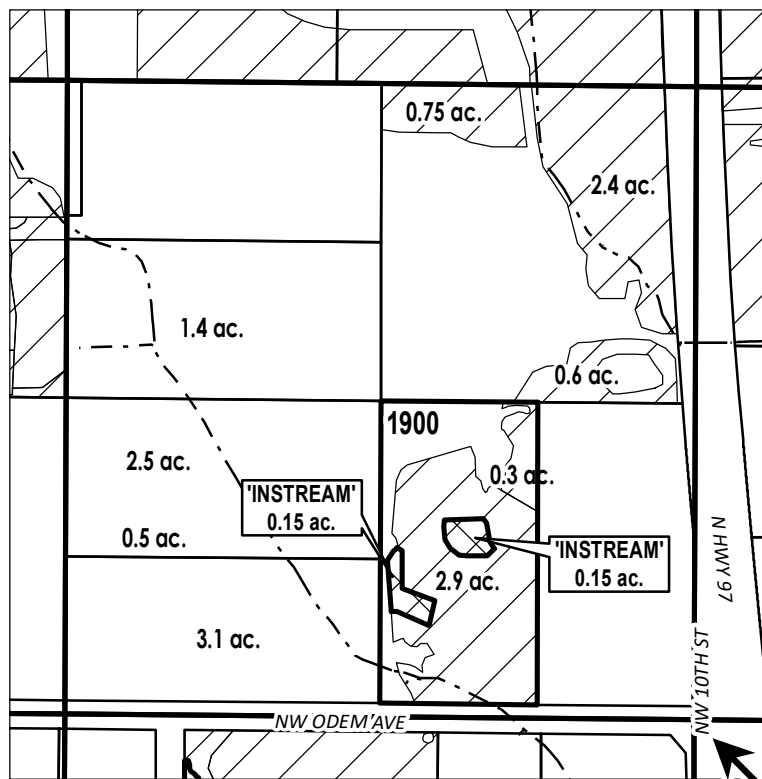 0.75 ac.
2.4 ac.
1.4 ac.
0.6 ac.
1900
2.5 ac.
0.3 ac.
'INSTREAM'
0.15 ac.
0.5 ac.
'INSTREAM'
0.15 ac.
2.9 ac.
3.1 ac.
N HWY 97
NW 10TH ST
NW ODEM AVE